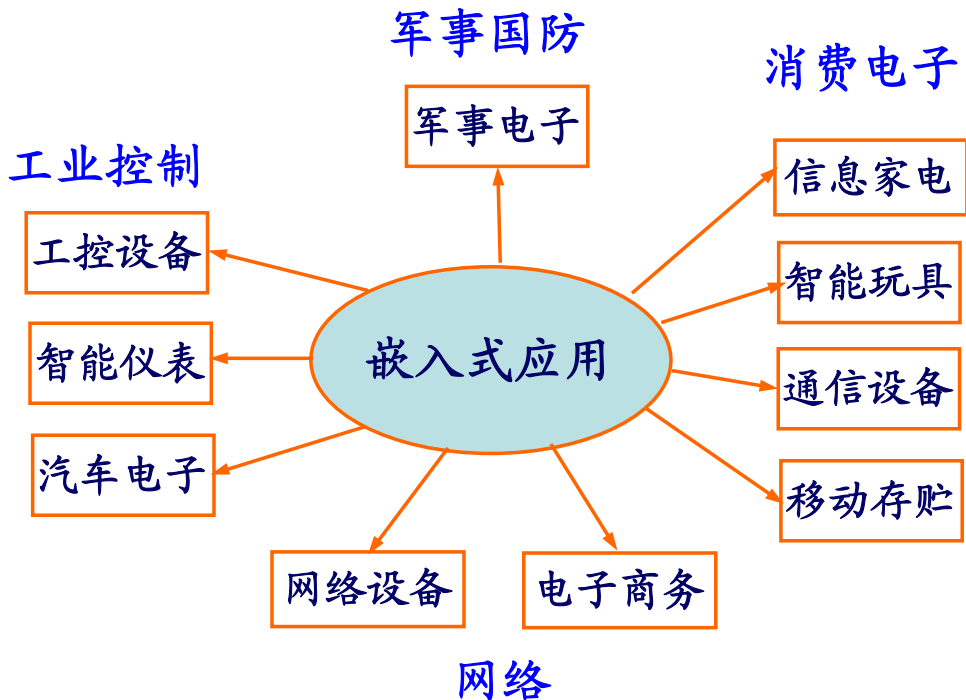 军事国防
消费电子
军事电子
工业控制
信息家电
工控设备
智能玩具
嵌入式应用
智能仪表
通信设备
汽车电子
移动存贮
网络设备
电子商务
网络